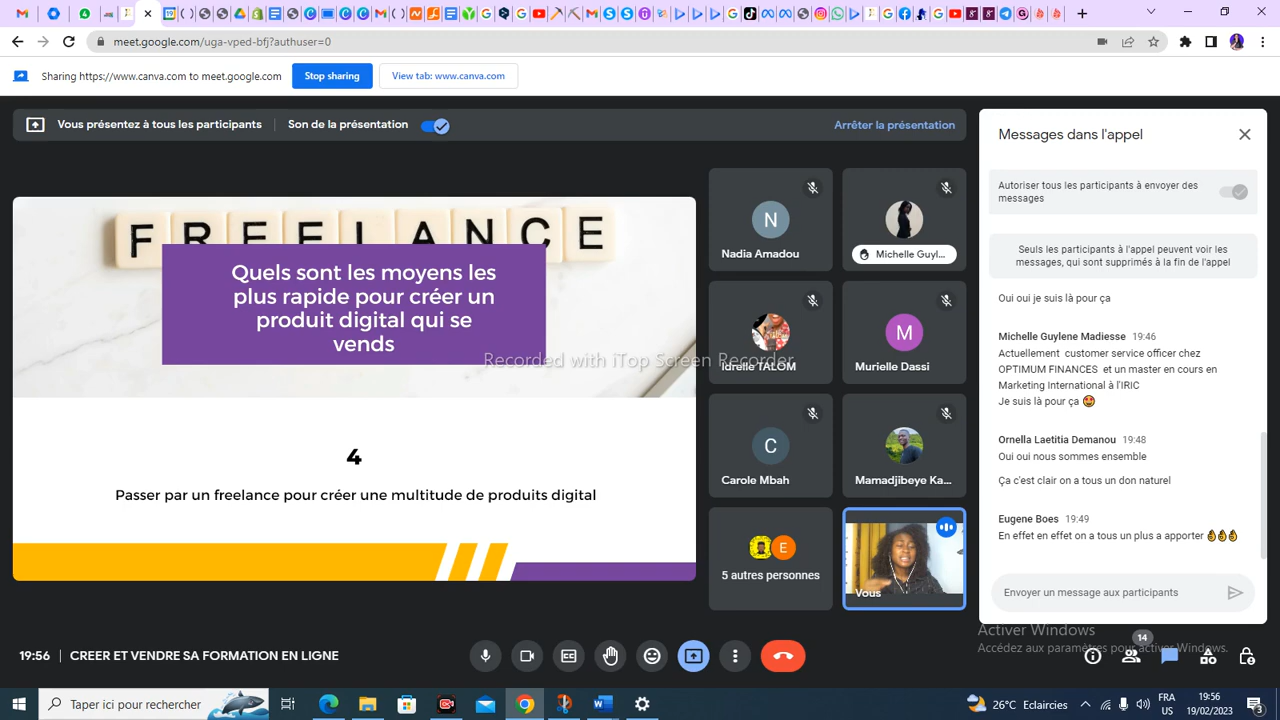 meet.google.com/uga-vped-bfj?authuser=0
Sharing https://www.canva.com to meet.google.com
Stop sharing
View tab: www.canva.com
Vous présentez à tous les participants
Son de la présentation
Arrêter la présentation
FREELANCE
Quels sont les moyens les
plus rapide pour créer un
produit digital qui se
vends
Recorded with iTop Screen Recorder
4
Passer par un freelance pour créer une multitude de produits digital
N
Nadia Amadou
Michelle Guyl...
Idrelle TALOM
M
Murielle Dassi
C
Carole Mbah
Mamadjibeye Ka...
E
5 autres personnes
Vous
Messages dans l'appel
Autoriser tous les participants à envoyer des
messages
Seuls les participants à l'appel peuvent voir les
messages, qui sont supprimés à la fin de l'appel
Oui oui je suis là pour ça
Michelle Guylene Madiesse 19:46
Actuellement customer service officer chez
OPTIMUM FINANCES et un master en cours en
Marketing International à l'IRIC
Je suis là pour ça 🤩
Ornella Laetitia Demanou 19:48
Oui oui nous sommes ensemble
Ça c'est clair on a tous un don naturel
Eugene Boes 19:49
En effet en effet on a tous un plus a apporter 👌👌👌
Envoyer un message aux participants
Activer Windows
Accédez aux paramètres pour activer Windows.
14
19:56 | CREER ET VENDRE SA FORMATION EN LIGNE
Taper ici pour rechercher
26°C Eclaircies
FRA
US
19:56
19/02/2023
3